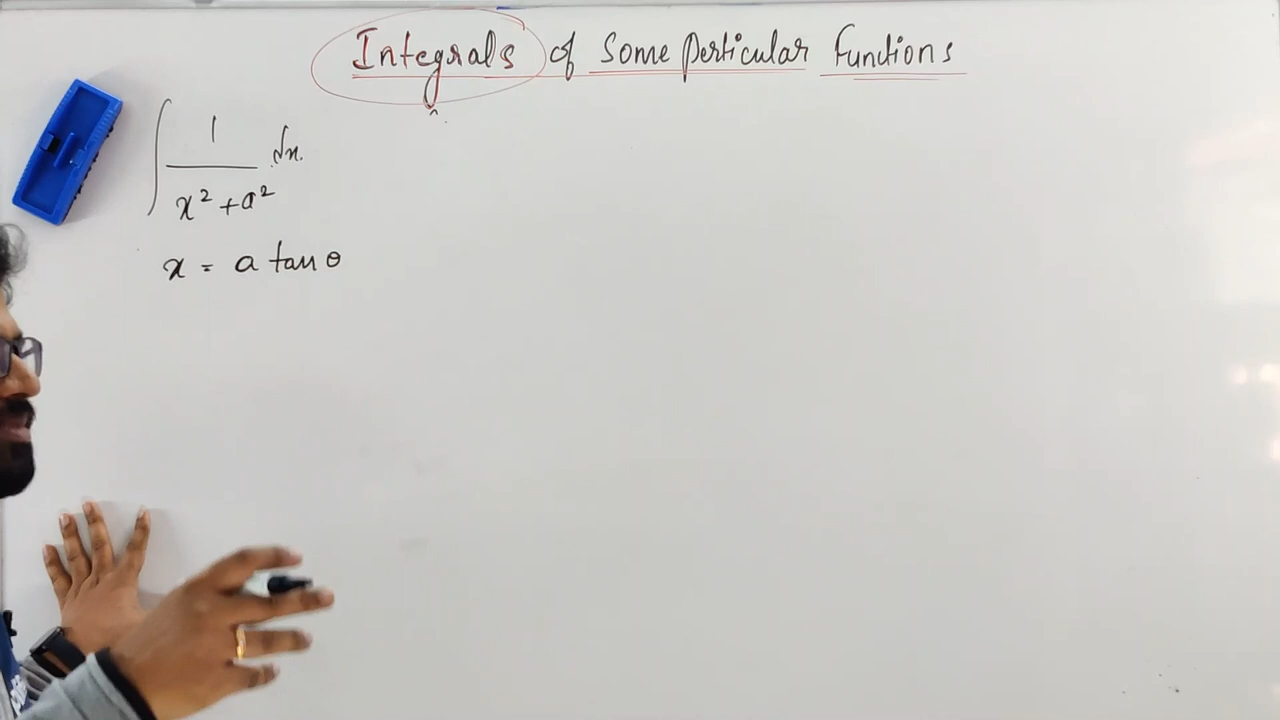 Integrals of Some Perticular Functions
∫ 1/(x² + a²) dx.
x = a tan θ